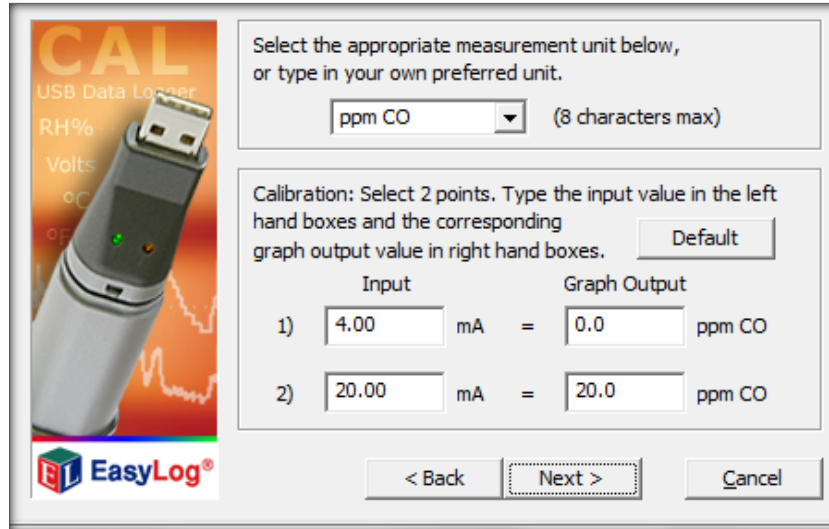 CAL
USB Data Logger
RH%
Volts
°C
°F
EL EasyLog®
Select the appropriate measurement unit below,
or type in your own preferred unit.
ppm CO (8 characters max)
Calibration: Select 2 points. Type the input value in the left
hand boxes and the corresponding
graph output value in right hand boxes.
Default
Input Graph Output
1) 4.00 mA = 0.0 ppm CO
2) 20.00 mA = 20.0 ppm CO
< Back Next > Cancel